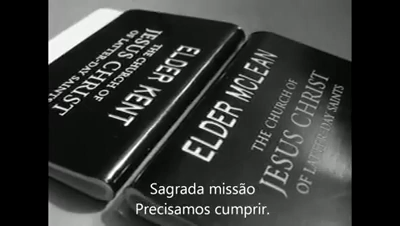 ELDER KENT
THE CHURCH OF
JESUS CHRIST
OF LATTER-DAY SAINTS
ELDER MCLEAN
THE CHURCH OF
JESUS CHRIST
OF LATTER-DAY SAINTS
Sagrada missão
Precisamos cumprir.